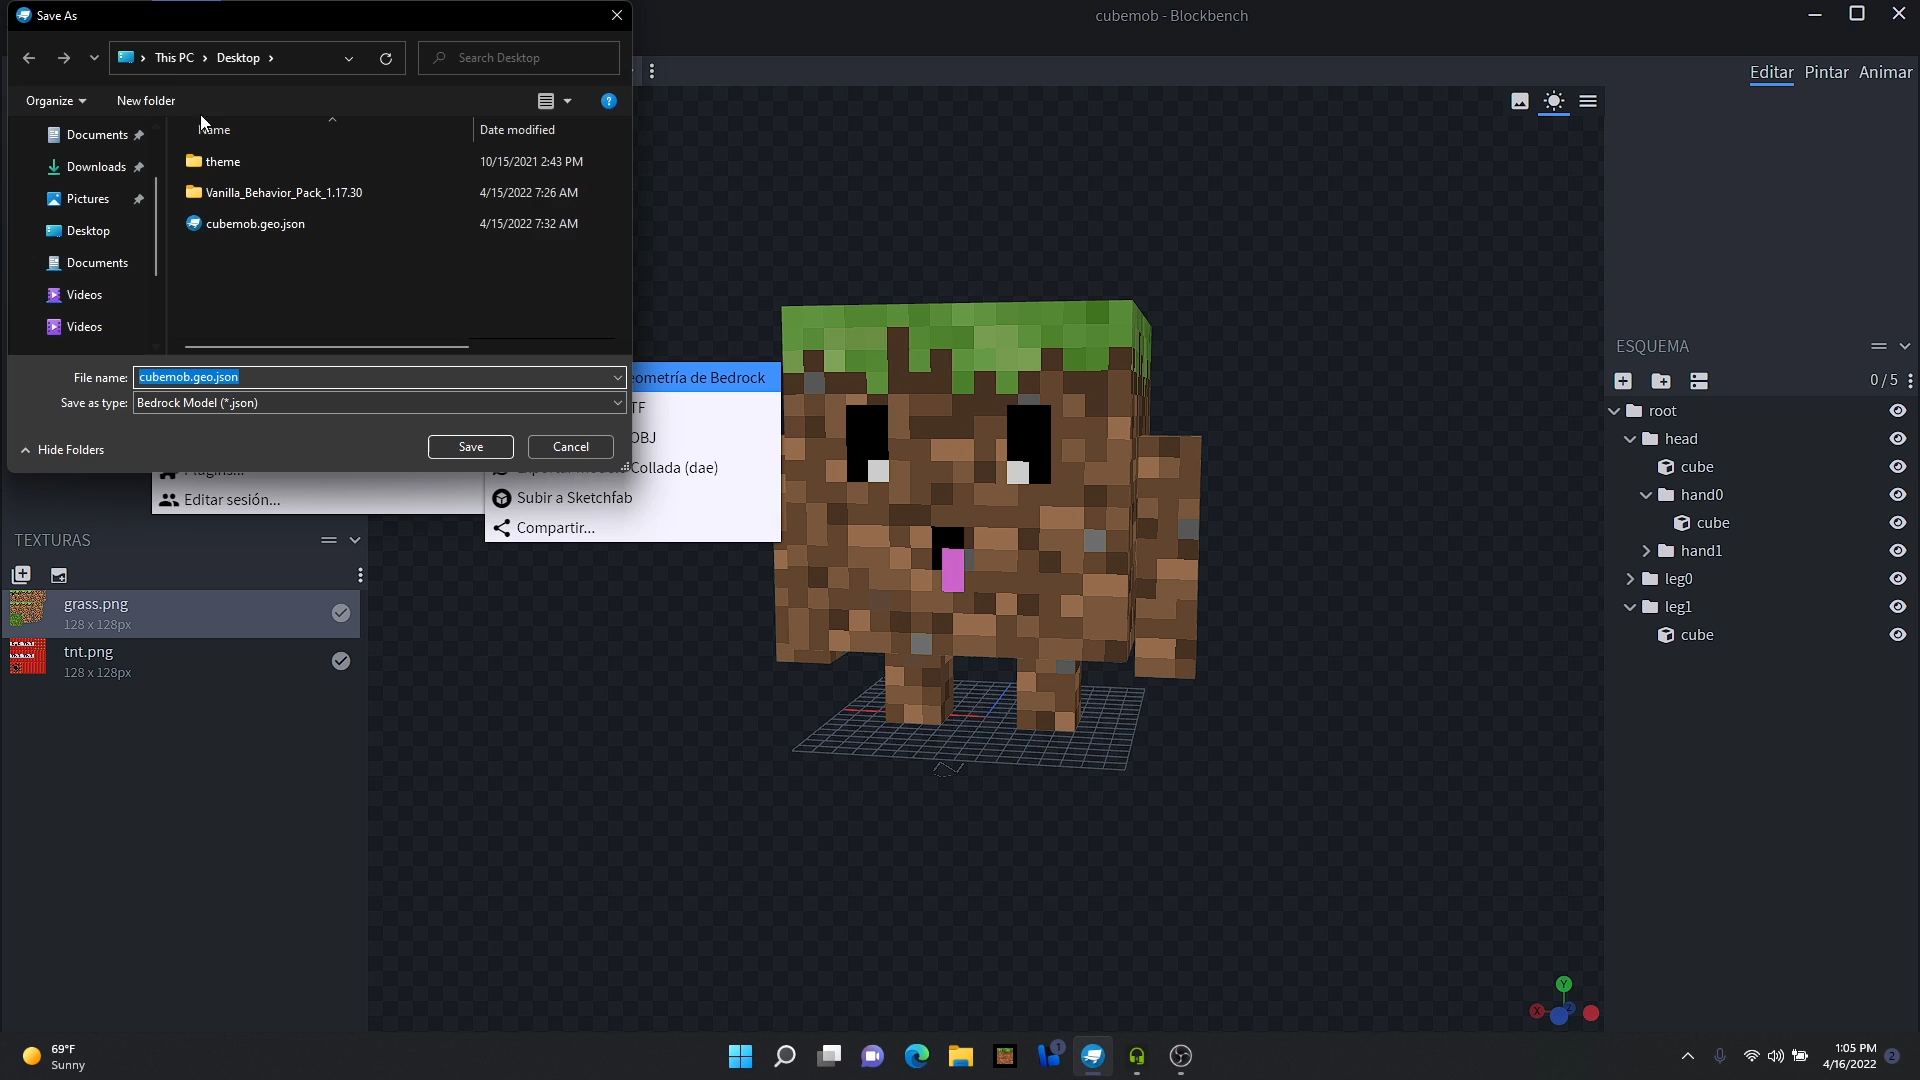 Save As
cubemob - Blockbench
This PC
Desktop
Search Desktop
Editar Pintar Animar
Organize
New folder
Name
Date modified
Documents
theme
10/15/2021 2:43 PM
Downloads
Vanilla_Behavior_Pack_1.17.30
4/15/2022 7:26 AM
Pictures
cubemob.geo.json
4/15/2022 7:32 AM
Desktop
Documents
Videos
Videos
File name: cubemob.geo.json
Save as type: Bedrock Model (*.json)
Hide Folders
Save
Cancel
eometría de Bedrock
TF
OBJ
Collada (dae)
Editar sesión...
Subir a Sketchfab
Compartir...
ESQUEMA
0 / 5
root
head
cube
hand0
cube
hand1
leg0
leg1
cube
TEXTURAS
grass.png
128 x 128px
tnt.png
128 x 128px
Y
X
Z
69°F
Sunny
1
1:05 PM
4/16/2022
2